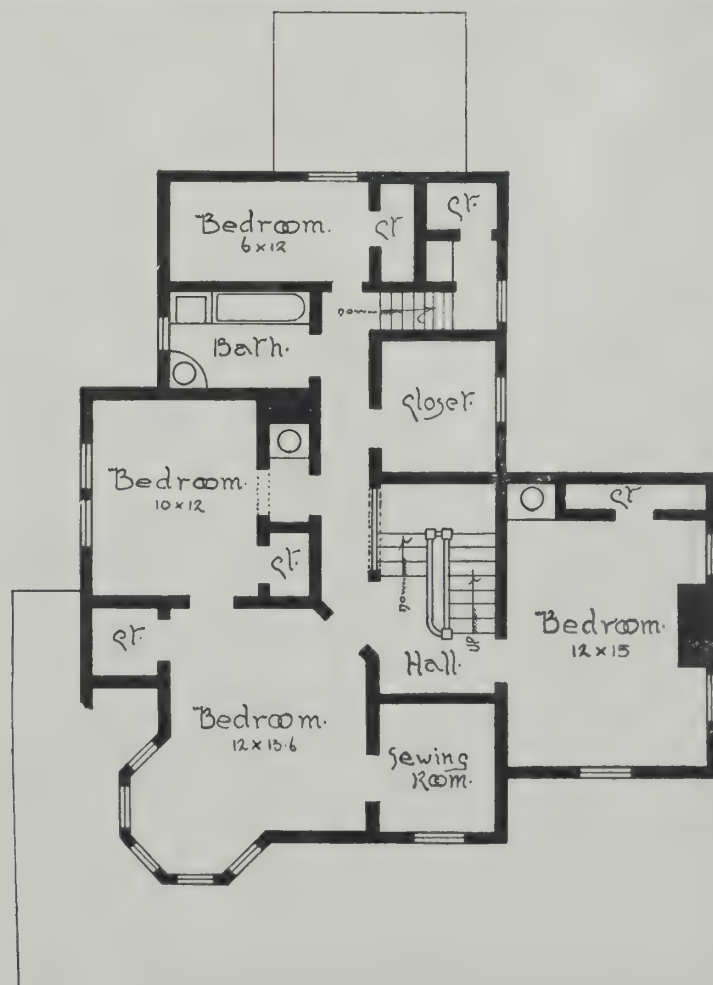 Bedroom.
6 x 12
Cl.
Cl.
Down
Bath.
Closet.
Bedroom.
10 x 12
Cl.
Cl.
Down
UP
Cl.
Bedroom.
12 x 15
Hall.
Bedroom.
12 x 13.6
Sewing
Room.